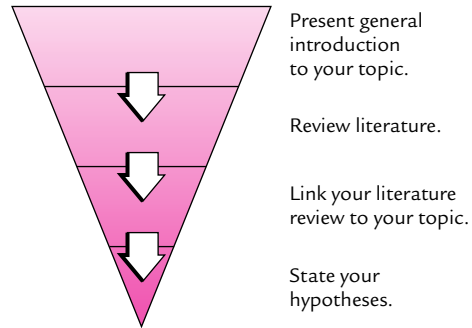 Present general
introduction
to your topic.
Review literature.
Link your literature
review to your topic.
State your
hypotheses.